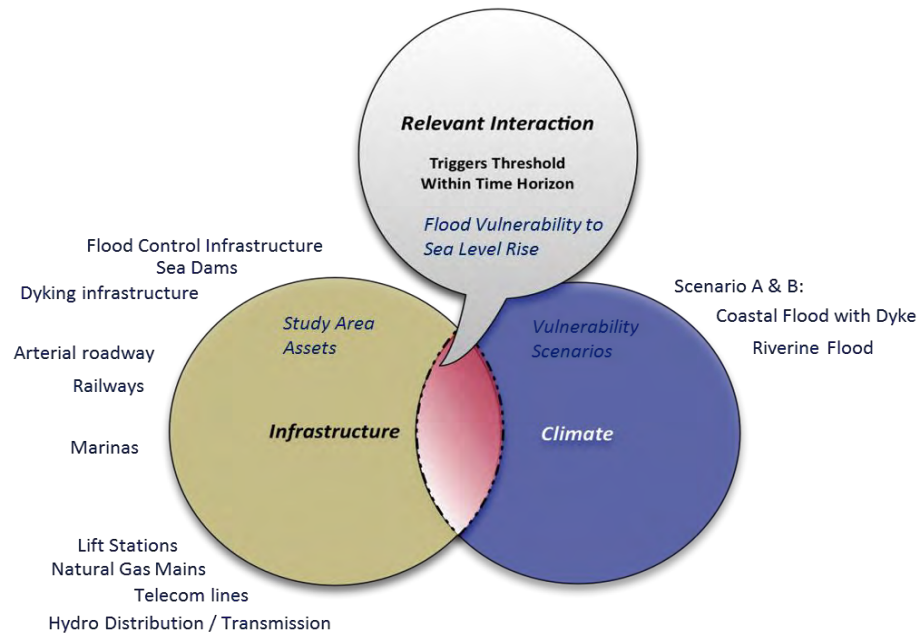 Relevant Interaction
Triggers Threshold
Within Time Horizon
Flood Vulnerability to
Sea Level Rise
Flood Control Infrastructure
Sea Dams
Dyking infrastructure
Arterial roadway
Railways
Marinas
Lift Stations
Natural Gas Mains
Telecom lines
Hydro Distribution / Transmission
Study Area
Assets
Infrastructure
Vulnerability
Scenarios
Climate
Scenario A & B:
Coastal Flood with Dyke
Riverine Flood